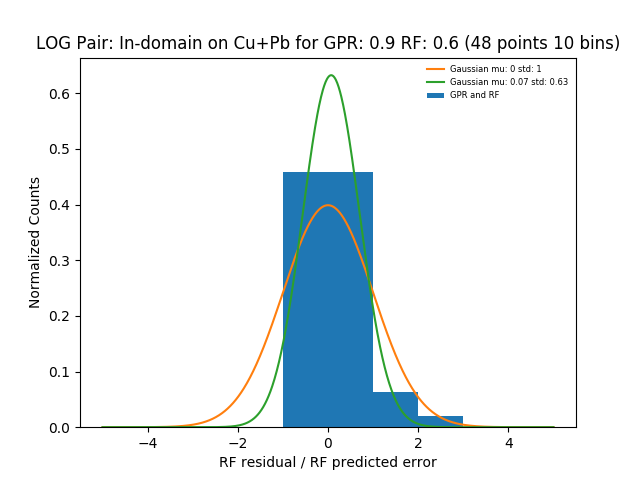 LOG Pair: In-domain on Cu+Pb for GPR: 0.9 RF: 0.6 (48 points 10 bins)
Gaussian mu: 0 std: 1
Gaussian mu: 0.07 std: 0.63
GPR and RF
Normalized Counts
0.6
0.5
0.4
0.3
0.2
0.1
0.0
−4 −2 0 2 4
RF residual / RF predicted error